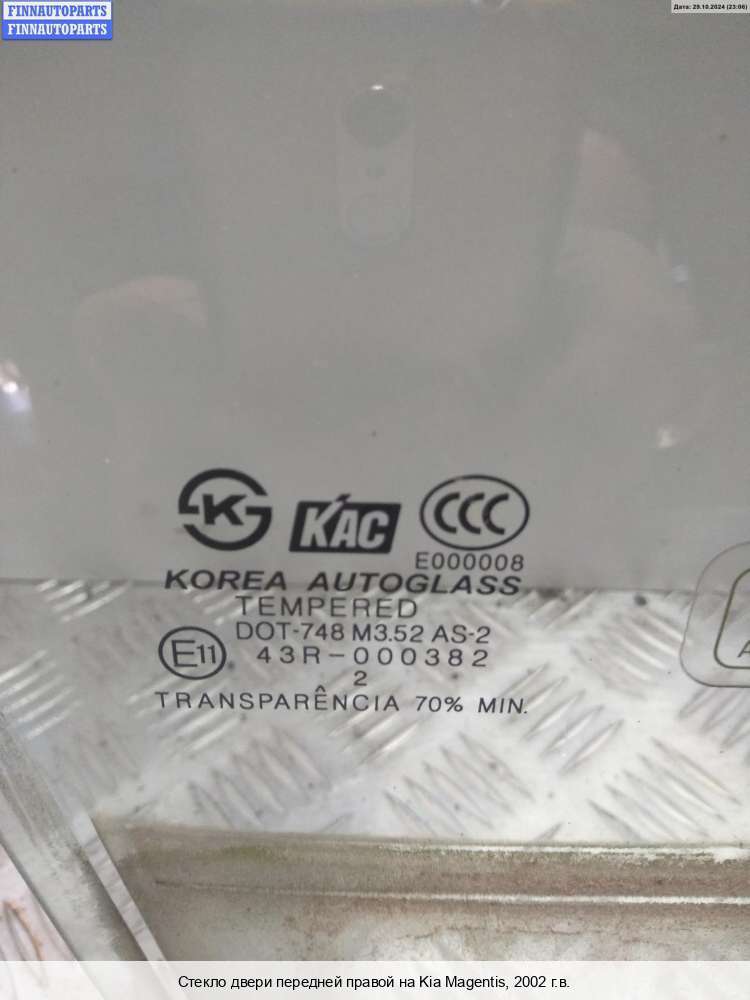 FINNAUTOPARTS
FINNAUTOPARTS
Дата: 29.10.2024 (23:06)
K
KAC
CCC
E000008
KOREA AUTOGLASS
TEMPERED
DOT-748 M3.52 AS-2
E11 43R-000382
2
TRANSPARÊNCIA 70% MIN.
A
Стекло двери передней правой на Kia Magentis, 2002 г.в.